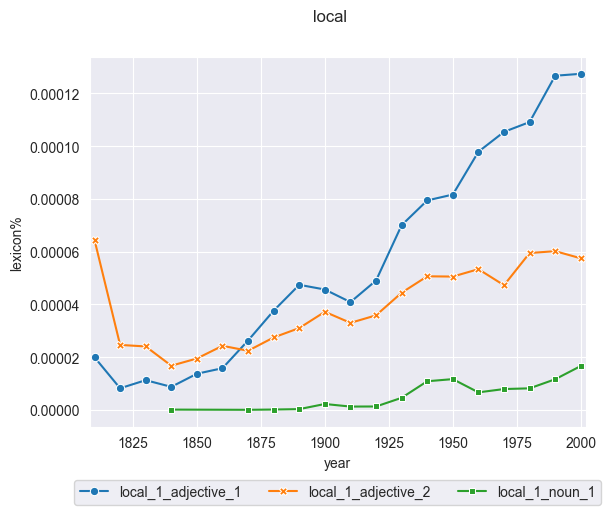 local
0.00012
0.00010
0.00008
0.00006
0.00004
0.00002
0.00000
lexicon%
1825 1850 1875 1900 1925 1950 1975 2000
year
local_1_adjective_1 local_1_adjective_2 local_1_noun_1